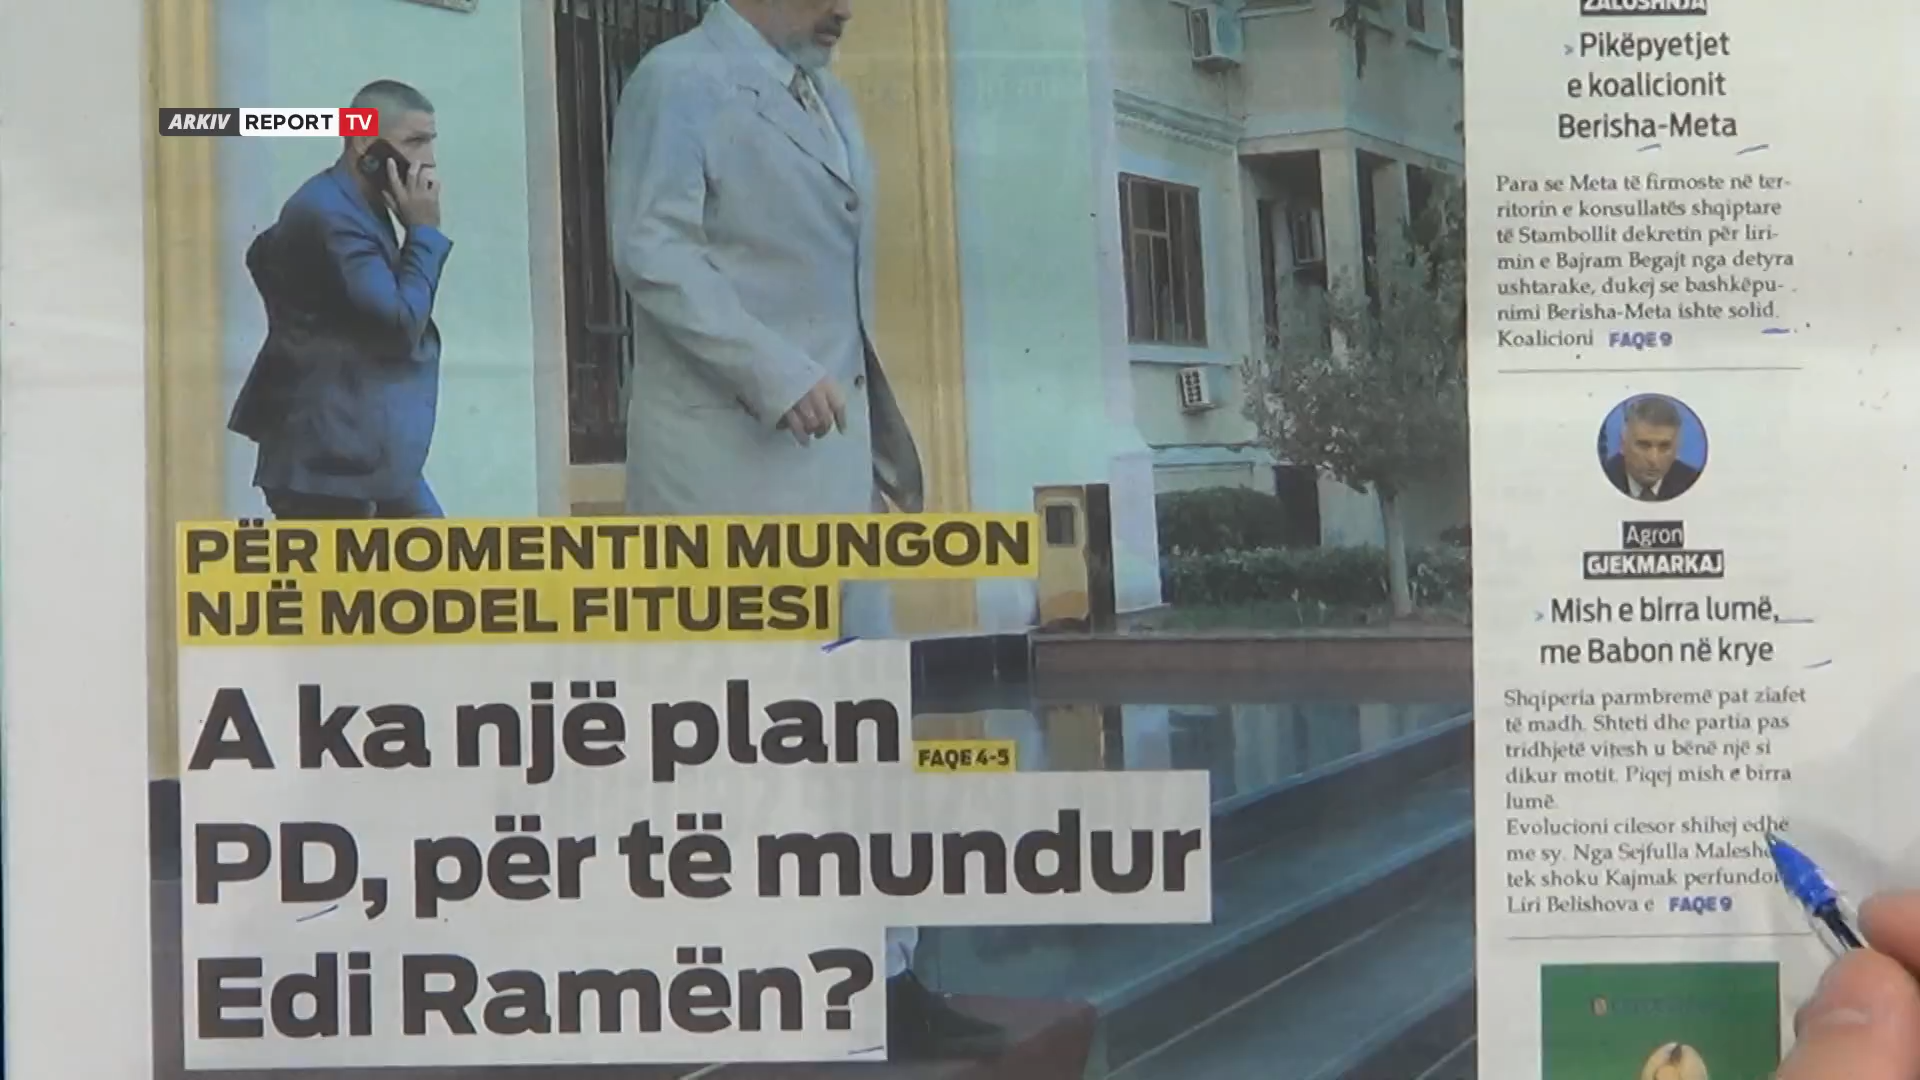 ARKIV REPORT TV
PËR MOMENTIN MUNGON
NJË MODEL FITUESI
A ka një plan
FAQE 4-5
PD, për të mundur
Edi Ramën?
ZALOSHNJA
› Pikëpyetjet
e koalicionit
Berisha-Meta
Para se Meta të firmoste në ter-
ritorin e konsullatës shqiptare
të Stambollit dekretin për liri-
min e Bajram Begajt nga detyra
ushtarake, dukej se bashkëpu-
nimi Berisha-Meta ishte solid.
Koalicioni FAQE 9
Agron
GJEKMARKAJ
› Mish e birra lumë,
me Babon në krye
Shqiperia parmbremë pat ziafet
të madh. Shteti dhe partia pas
tridhjetë vitesh u bënë një si
dikur motit. Piqej mish e birra
lumë.
Evolucioni cilesor shihej edhe
me sy. Nga Sejfulla
tek shoku Kajmak
Liri Belishova e FAQE 9